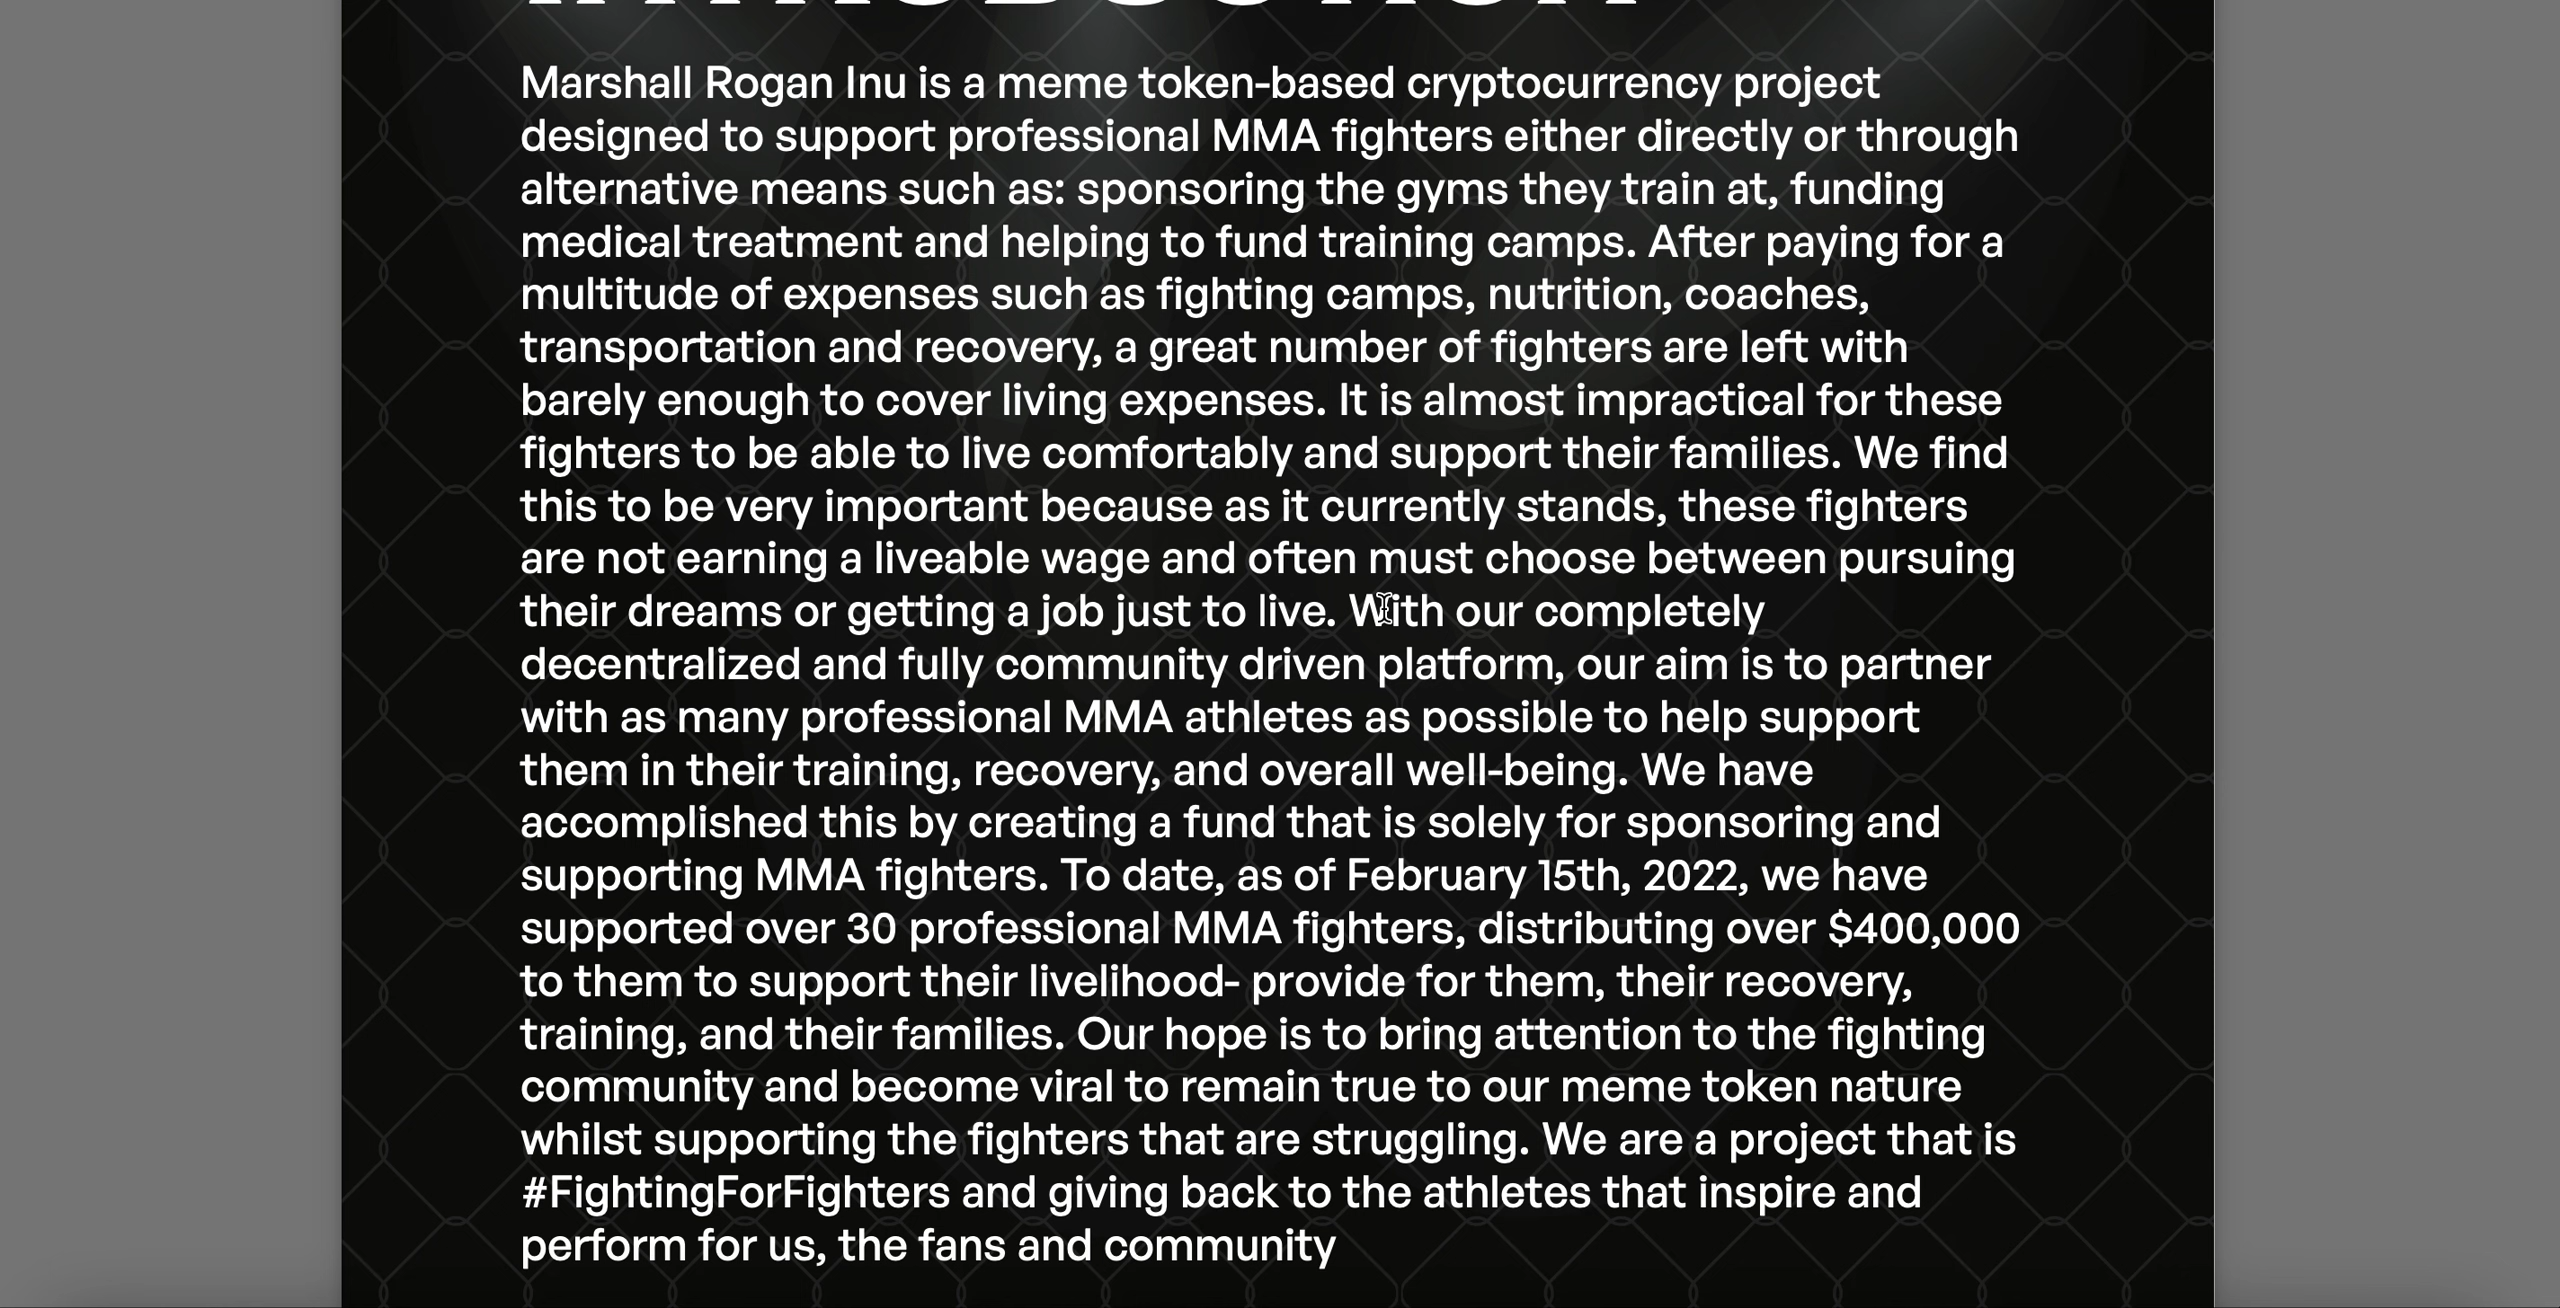 Marshall Rogan Inu is a meme token-based cryptocurrency project
designed to support professional MMA fighters either directly or through
alternative means such as: sponsoring the gyms they train at, funding
medical treatment and helping to fund training camps. After paying for a
multitude of expenses such as fighting camps, nutrition, coaches,
transportation and recovery, a great number of fighters are left with
barely enough to cover living expenses. It is almost impractical for these
fighters to be able to live comfortably and support their families. We find
this to be very important because as it currently stands, these fighters
are not earning a liveable wage and often must choose between pursuing
their dreams or getting a job just to live. With our completely
decentralized and fully community driven platform, our aim is to partner
with as many professional MMA athletes as possible to help support
them in their training, recovery, and overall well-being. We have
accomplished this by creating a fund that is solely for sponsoring and
supporting MMA fighters. To date, as of February 15th, 2022, we have
supported over 30 professional MMA fighters, distributing over $400,000
to them to support their livelihood- provide for them, their recovery,
training, and their families. Our hope is to bring attention to the fighting
community and become viral to remain true to our meme token nature
whilst supporting the fighters that are struggling. We are a project that is
#FightingForFighters and giving back to the athletes that inspire and
perform for us, the fans and community